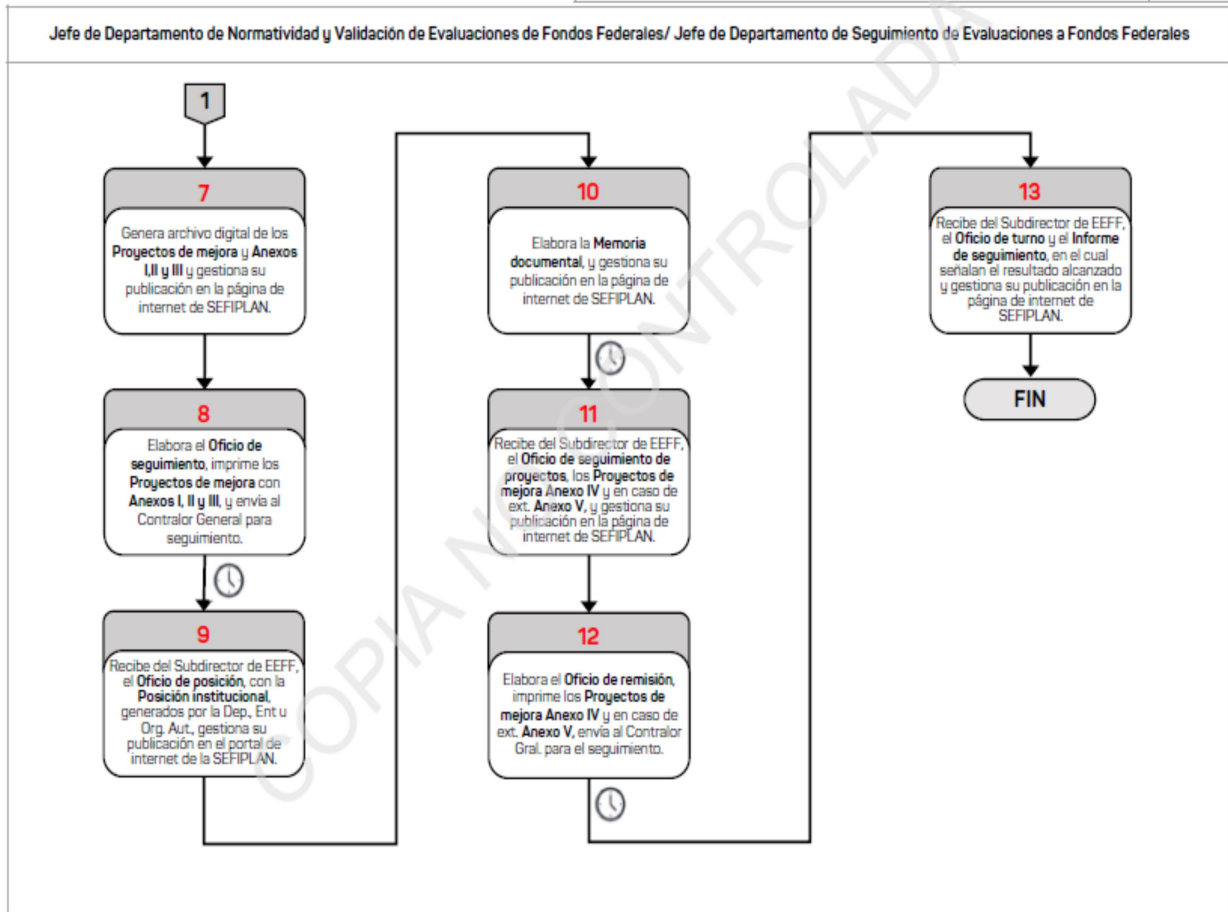 Jefe de Departamento de Normatividad y Validación de Evaluaciones de Fondos Federales/ Jefe de Departamento de Seguimiento de Evaluaciones a Fondos Federales
1
7
Genera archivo digital de los
Proyectos de mejora y Anexos
I,II y III y gestiona su
publicación en la página de
internet de SEFIPLAN.
8
Elabora el Oficio de
seguimiento, imprime los
Proyectos de mejora con
Anexos I, II y III, y envía al
Contralor General para
seguimiento.
9
Recibe del Subdirector de EEFF,
el Oficio de posición, con la
Posición institucional,
generados por la Dep., Ent u
Org. Aut., gestiona su
publicación en el portal de
internet de la SEFIPLAN.
10
Elabora la Memoria
documental, y gestiona su
publicación en la página de
internet de SEFIPLAN.
11
Recibe del Subdirector de EEFF,
el Oficio de seguimiento de
proyectos, los Proyectos de
mejora Anexo IV y en caso de
ext. Anexo V, y gestiona su
publicación en la página de
internet de SEFIPLAN.
12
Elabora el Oficio de remisión,
imprime los Proyectos de
mejora Anexo IV y en caso de
ext. Anexo V, envía al Contralor
Gral. para el seguimiento.
13
Recibe del Subdirector de EEFF,
el Oficio de turno y el Informe
de seguimiento, en el cual
señalan el resultado alcanzado
y gestiona su publicación en la
página de internet de
SEFIPLAN.
FIN
COPIA NO CONTROLADA